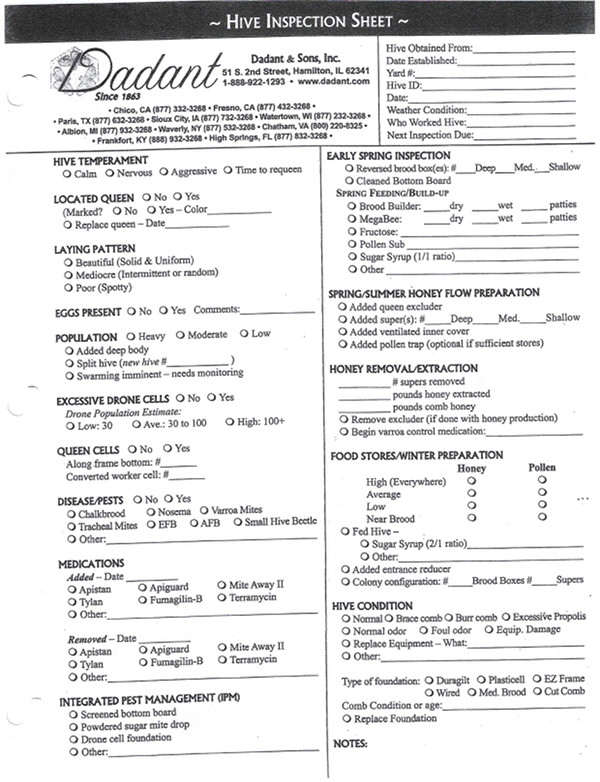 ~ HIVE INSPECTION SHEET ~
Dadant
Since 1863
Dadant & Sons, Inc.
51 S. 2nd Street, Hamilton, IL 62341
1-888-922-1293 • www.dadant.com
• Chico, CA (877) 332-3268 • Fresno, CA (877) 432-3268 •
• Paris, TX (877) 632-3268 • Sioux City, IA (877) 732-3268 • Watertown, WI (877) 232-3268 •
• Albion, MI (877) 932-3268 • Waverly, NY (877) 532-3268 • Chatham, VA (800) 220-8325 •
• Frankfort, KY (888) 932-3268 • High Springs, FL (877) 832-3268 •
Hive Obtained From:
Date Established:
Yard #:
Hive ID:
Date:
Weather Condition:
Who Worked Hive:
Next Inspection Due:
HIVE TEMPERAMENT
Calm Nervous Aggressive Time to requeen
LOCATED QUEEN No Yes
(Marked? No Yes – Color
Replace queen – Date
LAYING PATTERN
Beautiful (Solid & Uniform)
Mediocre (Intermittent or random)
Poor (Spotty)
EGGS PRESENT No Yes Comments:
POPULATION Heavy Moderate Low
Added deep body
Split hive (new hive # )
Swarming imminent – needs monitoring
EXCESSIVE DRONE CELLS No Yes
Drone Population Estimate:
Low: 30 Ave.: 30 to 100 High: 100+
QUEEN CELLS No Yes
Along frame bottom: #
Converted worker cell: #
DISEASE/PESTS No Yes
Chalkbrood Nosema Varroa Mites
Tracheal Mites EFB AFB Small Hive Beetle
Other:
MEDICATIONS
Added – Date
Apistan Apiguard Mite Away II
Tylan Fumagilin-B Terramycin
Other:
Removed – Date
Apistan Apiguard Mite Away II
Tylan Fumagilin-B Terramycin
Other:
INTEGRATED PEST MANAGEMENT (IPM)
Screened bottom board
Powdered sugar mite drop
Drone cell foundation
Other:
EARLY SPRING INSPECTION
Reversed brood box(es): # Deep Med. Shallow
Cleaned Bottom Board
SPRING FEEDING/BUILD-UP
Brood Builder: dry wet patties
MegaBee: dry wet patties
Fructose:
Pollen Sub
Sugar Syrup (1/1 ratio)
Other
SPRING/SUMMER HONEY FLOW PREPARATION
Added queen excluder
Added super(s): # Deep Med. Shallow
Added ventilated inner cover
Added pollen trap (optional if sufficient stores)
HONEY REMOVAL/EXTRACTION
# supers removed
pounds honey extracted
pounds comb honey
Remove excluder (if done with honey production)
Begin varroa control medication:
FOOD STORES/WINTER PREPARATION
Honey Pollen
High (Everywhere)
Average
Low
Near Brood
Fed Hive –
Sugar Syrup (2/1 ratio)
Other:
Added entrance reducer
Colony configuration: # Brood Boxes # Supers
HIVE CONDITION
Normal Brace comb Burr comb Excessive Propolis
Normal odor Foul odor Equip. Damage
Replace Equipment – What:
Other:
Type of foundation: Duragilt Plasticell EZ Frame
Wired Med. Brood Cut Comb
Comb Condition or age:
Replace Foundation
NOTES: